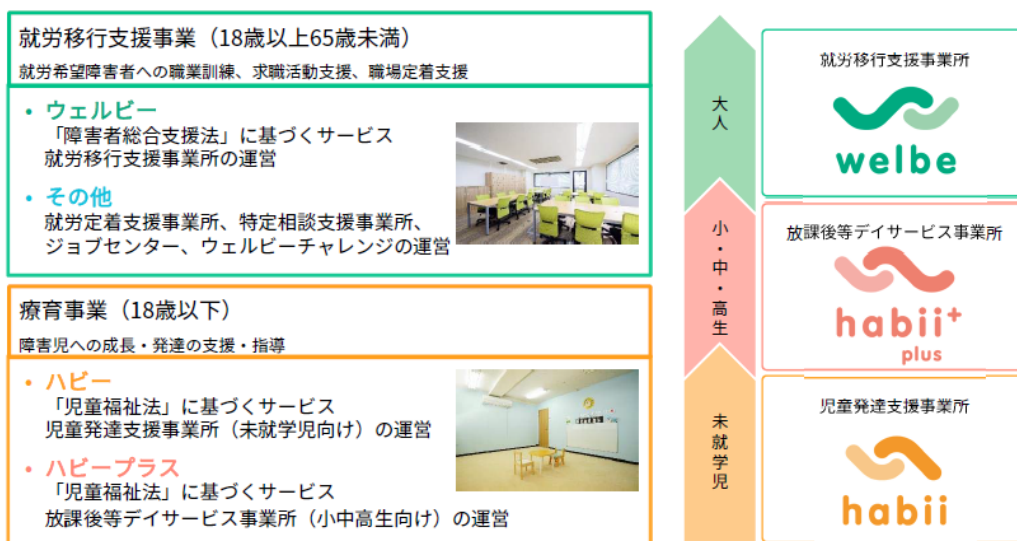 就労移行支援事業（18歳以上65歳未満）
就労希望障害者への職業訓練、求職活動支援、職場定着支援
• ウェルビー
「障害者総合支援法」に基づくサービス
就労移行支援事業所の運営
• その他
就労定着支援事業所、特定相談支援事業所、
ジョブセンター、ウェルビーチャレンジの運営
療育事業（18歳以下）
障害児への成長・発達の支援・指導
• ハビー
「児童福祉法」に基づくサービス
児童発達支援事業所（未就学児向け）の運営
• ハビープラス
「児童福祉法」に基づくサービス
放課後等デイサービス事業所（小中高生向け）の運営
大人
小・中・高生
未就学児
就労移行支援事業所
welbe
放課後等デイサービス事業所
habii+
plus
児童発達支援事業所
habii